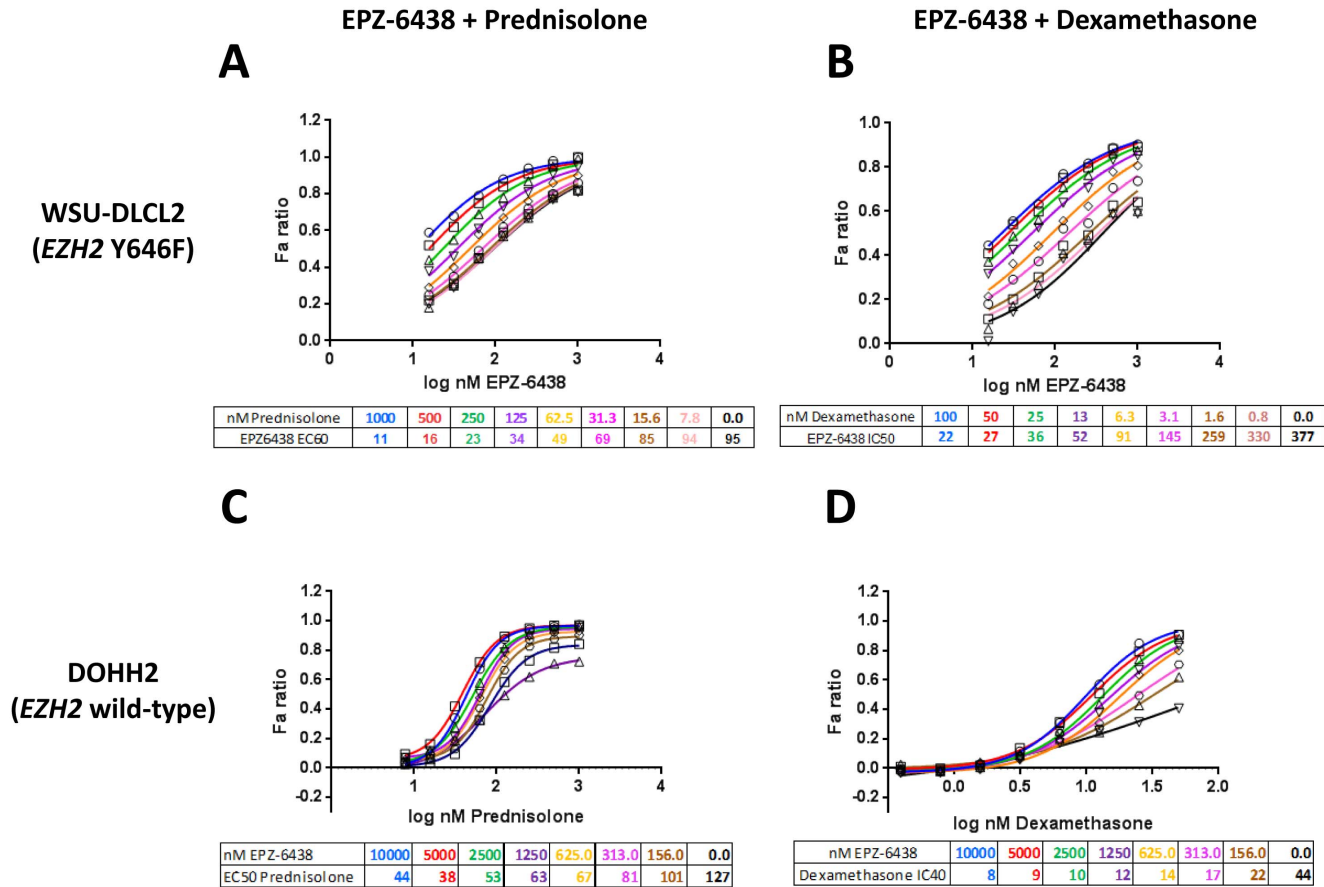 EPZ-6438 + Prednisolone
EPZ-6438 + Dexamethasone
A
B
WSU-DLCL2
(EZH2 Y646F)
Fa ratio
1.2
1.0
0.8
0.6
0.4
0.2
0.0
0 1 2 3 4
log nM EPZ-6438
nM Prednisolone 1000 500 250 125 62.5 31.3 15.6 7.8 0.0
EPZ6438 EC60 11 16 23 34 49 69 85 94 95
Fa ratio
1.0
0.8
0.6
0.4
0.2
0.0
0 1 2 3 4
log nM EPZ-6438
nM Dexamethasone 100 50 25 13 6.3 3.1 1.6 0.8 0.0
EPZ-6438 IC50 22 27 36 52 91 145 259 330 377
C
D
DOHH2
(EZH2 wild-type)
Fa ratio
1.2
1.0
0.8
0.6
0.4
0.2
0.0
-0.2
1 2 3 4
log nM Prednisolone
nM EPZ-6438 10000 5000 2500 1250 625.0 313.0 156.0 0.0
EC50 Prednisolone 44 38 53 63 67 81 101 127
Fa ratio
1.2
1.0
0.8
0.6
0.4
0.2
0.0
-0.2
0.0 0.5 1.0 1.5 2.0
log nM Dexamethasone
nM EPZ-6438 10000 5000 2500 1250 625.0 313.0 156.0 0.0
Dexamethasone IC40 8 9 10 12 14 17 22 44